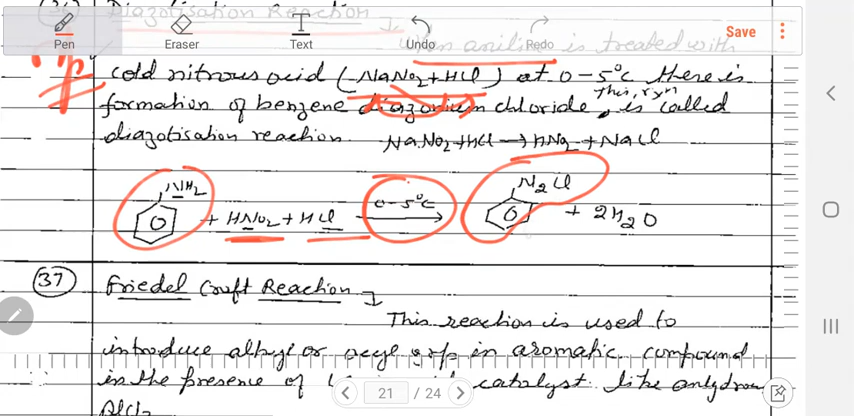 (36) Diazotisation Reaction :-
Save
Pen
Eraser
Text
Undo
Redo
When aniline is treated with
Imp
cold nitrous acid (NaNO2 + HCl) at 0-5°c there is
This rxn
formation of benzene diazonium chloride, is called
diazotisation reaction. NaNO2+HCl → HNO2 + NaCl
NH2 + HNO2 + HCl 0-5°C → N2Cl + 2H2O
(37) Friedel Craft Reaction :-
This reaction is used to
introduce alkyl or acyl grp in aromatic compound
in the presence of catalyst like anhydrous
AlCl3
21 / 24